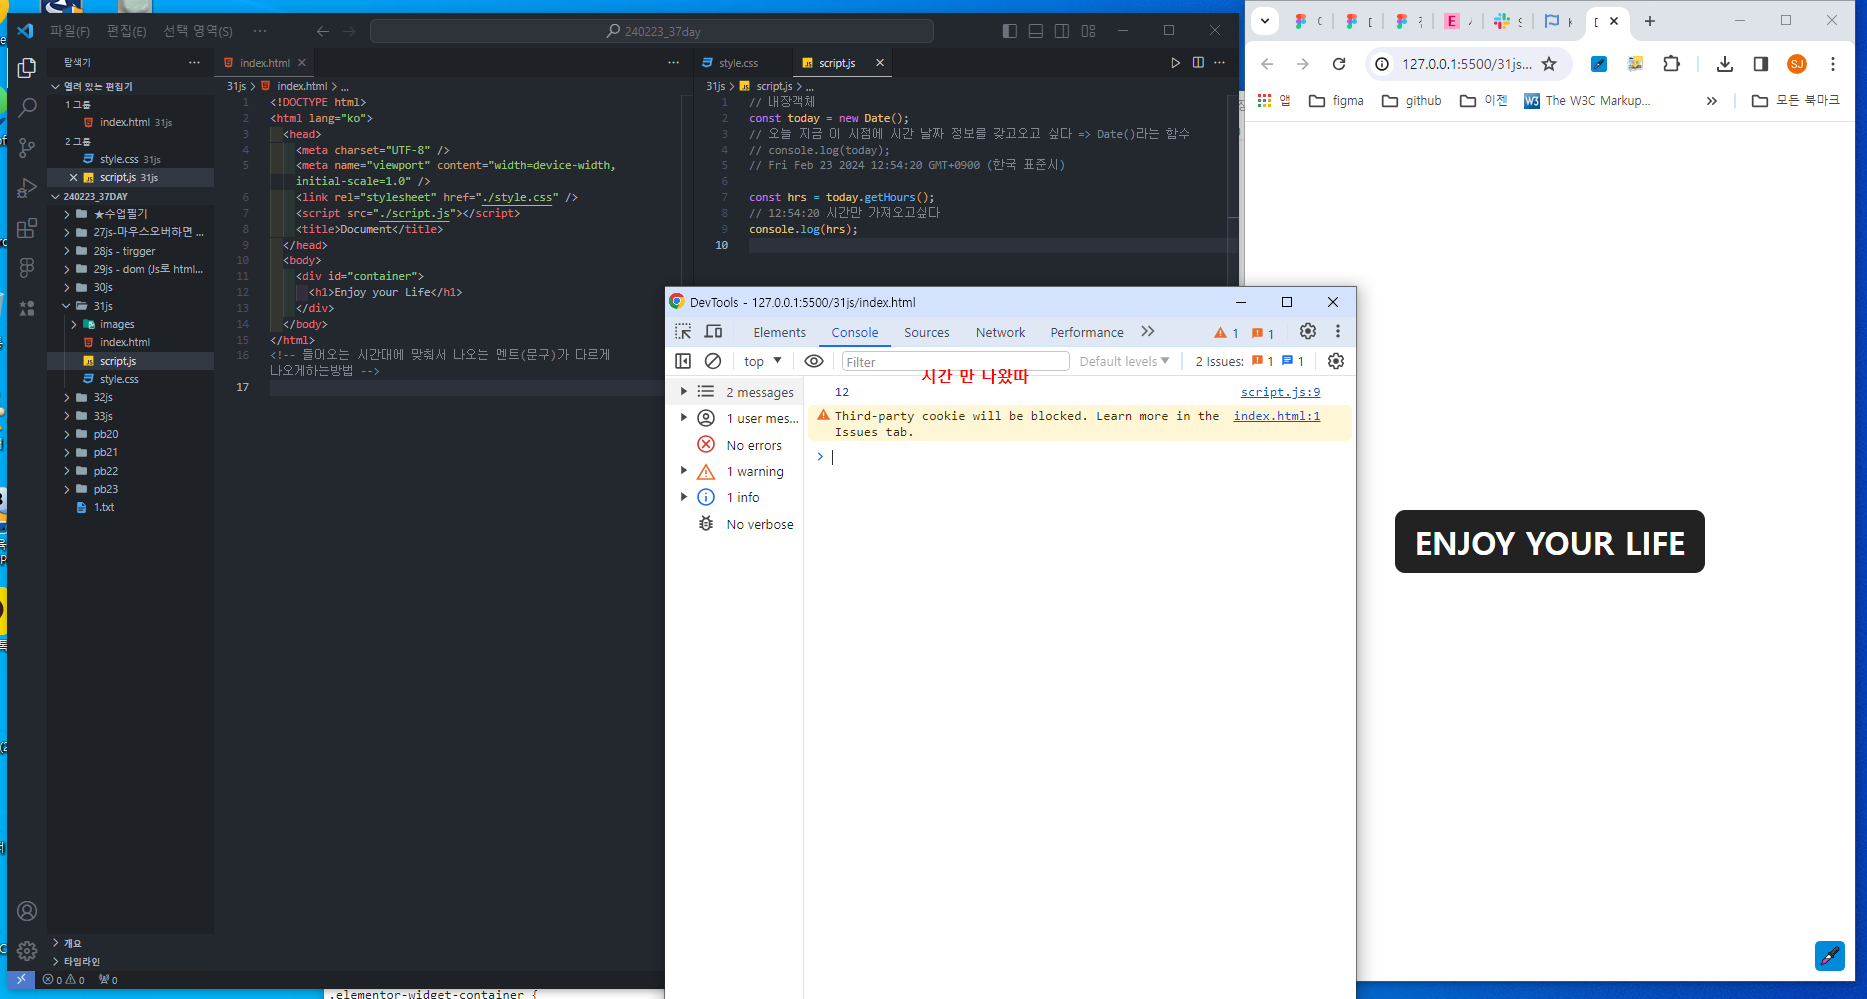 파일(F) 편집(E) 선택 영역(S) ···
240223_37day
탐색기 ···
열려 있는 편집기
1 그룹
index.html 31js
2 그룹
style.css 31js
script.js 31js
240223_37DAY
★수업필기
27js-마우스오버하면 ...
28js - tirgger
29js - dom (Js로 html...
30js
31js
images
index.html
script.js
style.css
32js
33js
pb20
pb21
pb22
pb23
1.txt
개요
타임라인
0 0 0
index.html
31js > index.html > ...
1 <!DOCTYPE html>
2 <html lang="ko">
3 <head>
4 <meta charset="UTF-8" />
5 <meta name="viewport" content="width=device-width,
initial-scale=1.0" />
6 <link rel="stylesheet" href="./style.css" />
7 <script src="./script.js"></script>
8 <title>Document</title>
9 </head>
10 <body>
11 <div id="container">
12 <h1>Enjoy your Life</h1>
13 </div>
14 </body>
15 </html>
16 <!-- 들어오는 시간대에 맞춰서 나오는 멘트(문구)가 다르게
나오게하는방법 -->
17
style.css script.js
31js > script.js > ...
1 // 내장객체
2 const today = new Date();
3 // 오늘 지금 이 시점에 시간 날짜 정보를 갖고오고 싶다 => Date()라는 함수
4 // console.log(today);
5 // Fri Feb 23 2024 12:54:20 GMT+0900 (한국 표준시)
6
7 const hrs = today.getHours();
8 // 12:54:20 시간만 가져오고싶다
9 console.log(hrs);
10
DevTools - 127.0.0.1:5500/31js/index.html
Elements Console Sources Network Performance 1 1
top Filter Default levels 2 Issues: 1 1
시간 만 나왔따
2 messages
1 user mes...
No errors
1 warning
1 info
No verbose
12 script.js:9
Third-party cookie will be blocked. Learn more in the Issues tab. index.html:1
127.0.0.1:5500/31js... SJ
앱 figma github 이젠 W3 The W3C Markup... 모든 북마크
ENJOY YOUR LIFE
.elementor-widget-container {